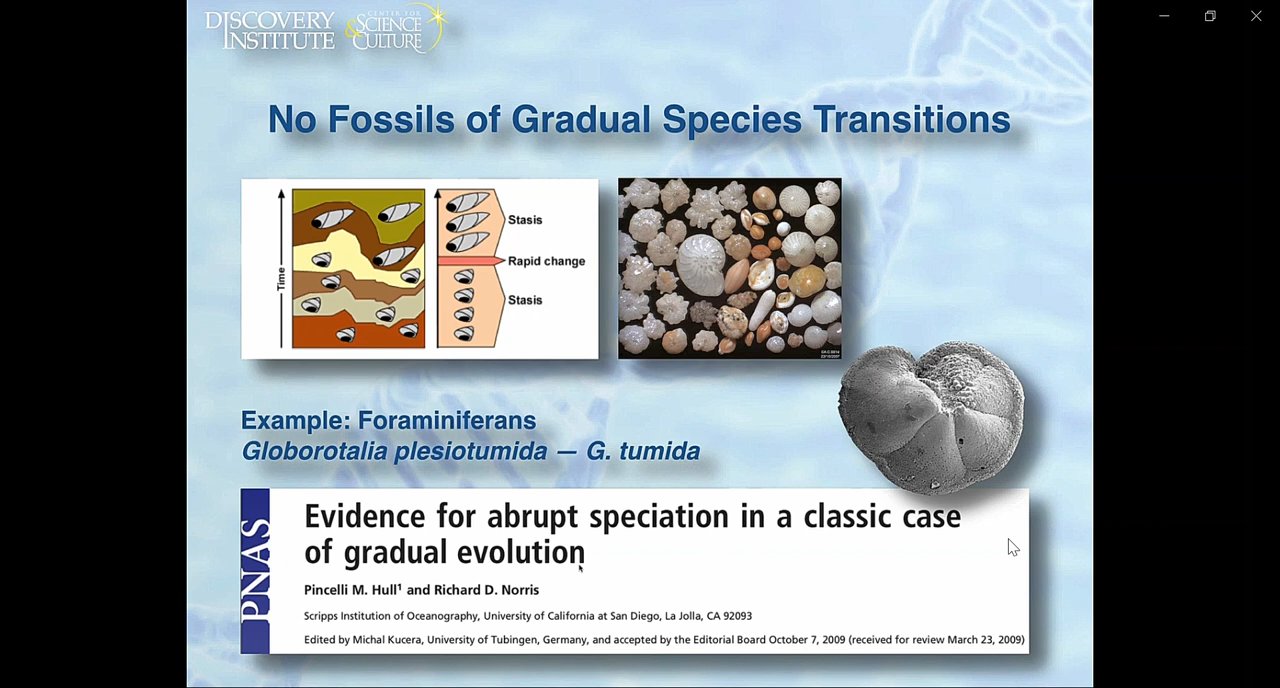 DISCOVERY
INSTITUTE
CENTER FOR
SCIENCE
& CULTURE
No Fossils of Gradual Species Transitions
Time
Stasis
Rapid change
Stasis
Example: Foraminiferans
Globorotalia plesiotumida — G. tumida
PNAS
Evidence for abrupt speciation in a classic case
of gradual evolution
Pincelli M. Hull¹ and Richard D. Norris
Scripps Institution of Oceanography, University of California at San Diego, La Jolla, CA 92093
Edited by Michal Kucera, University of Tubingen, Germany, and accepted by the Editorial Board October 7, 2009 (received for review March 23, 2009)